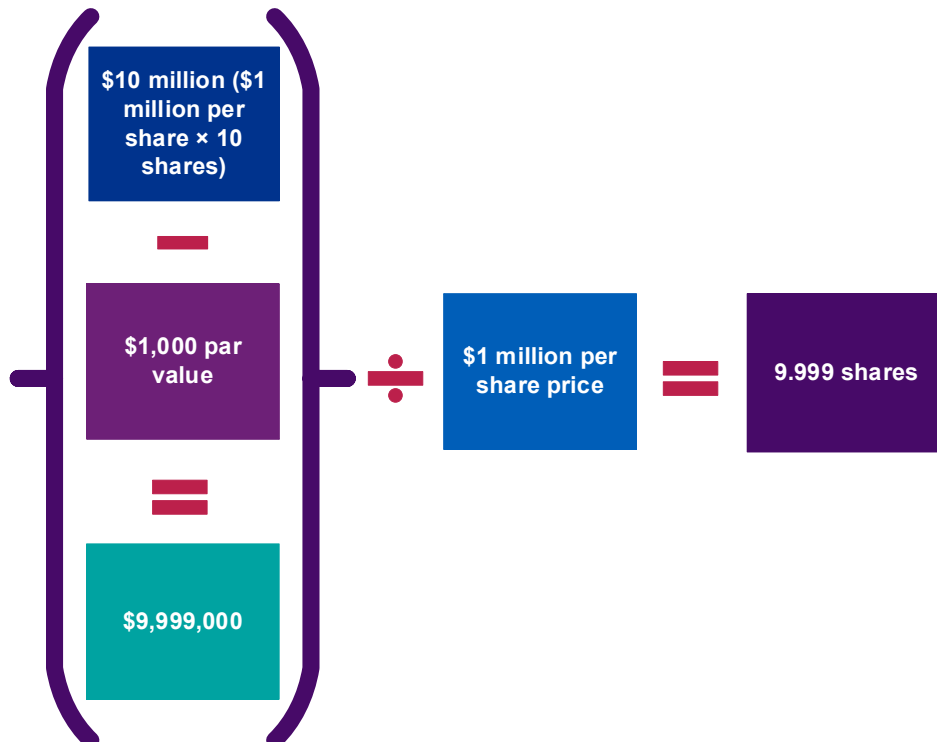 $10 million ($1
million per
share × 10
shares)
$1,000 par
value
$9,999,000
$1 million per
share price
9.999 shares